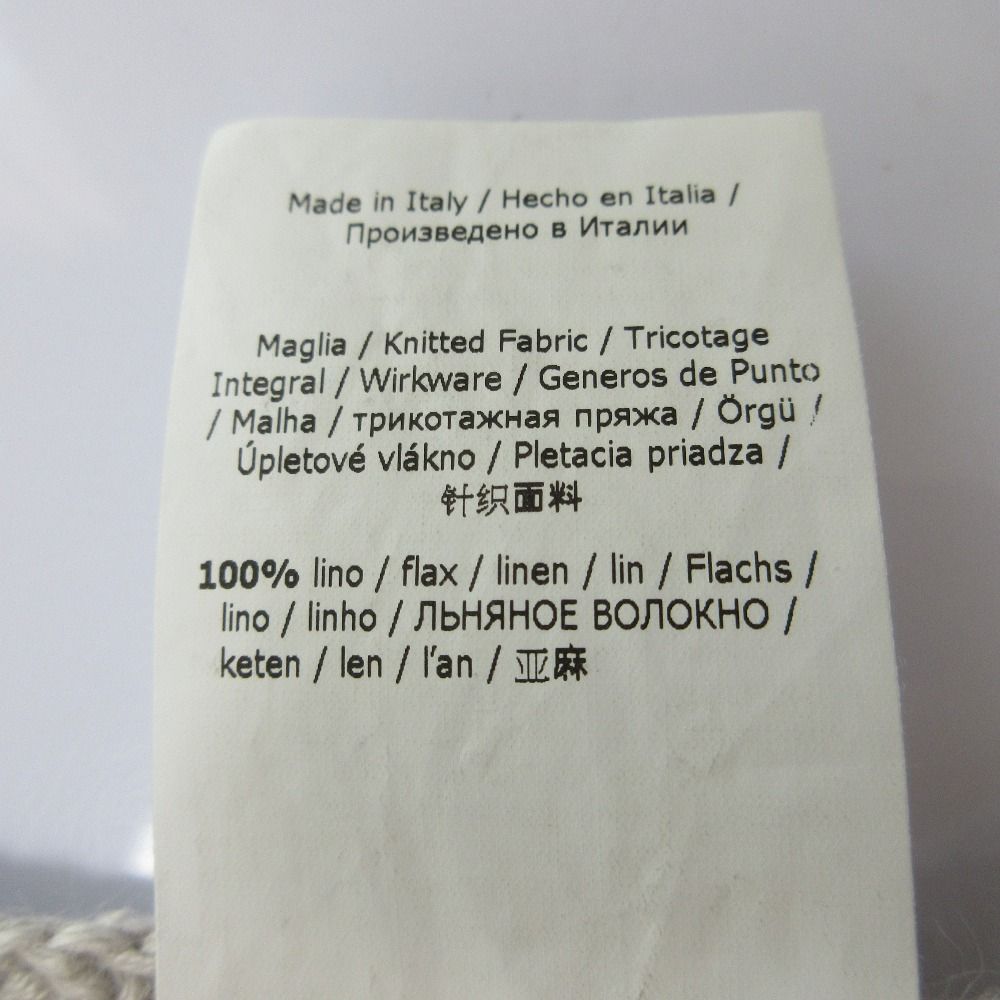 Made in Italy / Hecho en Italia /
Произведено в Италии
Maglia / Knitted Fabric / Tricotage
Integral / Wirkware / Generos de Punto
/ Malha / трикотажная пряжа / Örgü /
Úpletové vlákno / Pletacia priadza /
针织面料
100% lino / flax / linen / lin / Flachs /
lino / linho / ЛЬНЯНОЕ ВОЛОКНО /
keten / len / l'an / 亚麻